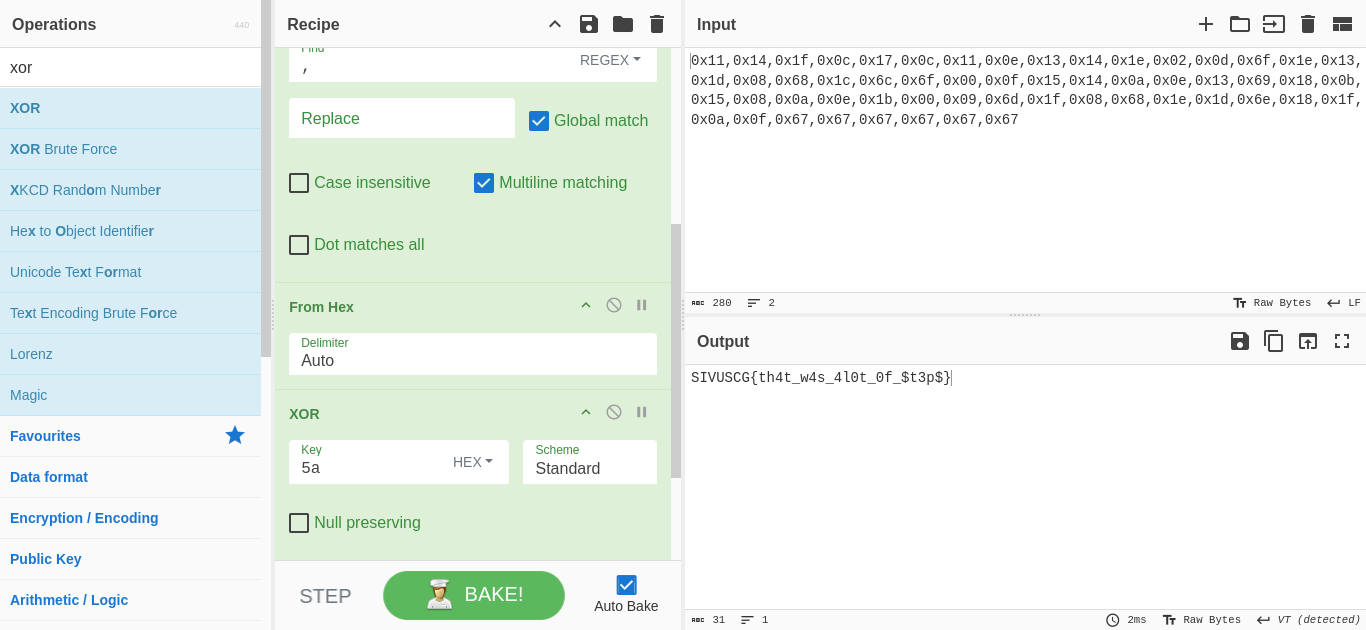 Operations
440
xor
XOR
XOR Brute Force
XKCD Random Number
Hex to Object Identifier
Unicode Text Format
Text Encoding Brute Force
Lorenz
Magic
Favourites
Data format
Encryption / Encoding
Public Key
Arithmetic / Logic
Recipe
Find
,
REGEX
Replace
Global match
Case insensitive
Multiline matching
Dot matches all
From Hex
Delimiter
Auto
XOR
Key
5a
HEX
Scheme
Standard
Null preserving
STEP
BAKE!
Auto Bake
Input
0x11,0x14,0x1f,0x0c,0x17,0x0c,0x11,0x0e,0x13,0x14,0x1e,0x02,0x0d,0x6f,0x1e,0x13,
0x1d,0x08,0x68,0x1c,0x6c,0x6f,0x00,0x0f,0x15,0x14,0x0a,0x0e,0x13,0x69,0x18,0x0b,
0x15,0x08,0x0a,0x0e,0x1b,0x00,0x09,0x6d,0x1f,0x08,0x68,0x1e,0x1d,0x6e,0x18,0x1f,
0x0a,0x0f,0x67,0x67,0x67,0x67,0x67,0x67
ABC 280
2
Tт Raw Bytes
LF
Output
SIVUSCG{th4t_w4s_4l0t_0f_$t3p$}
ABC 31
1
2ms
Tт Raw Bytes
VT (detected)